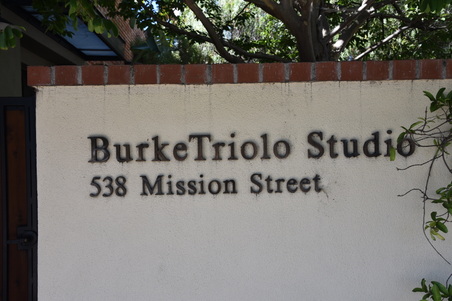 BurkeTriolo Studio
538 Mission Street